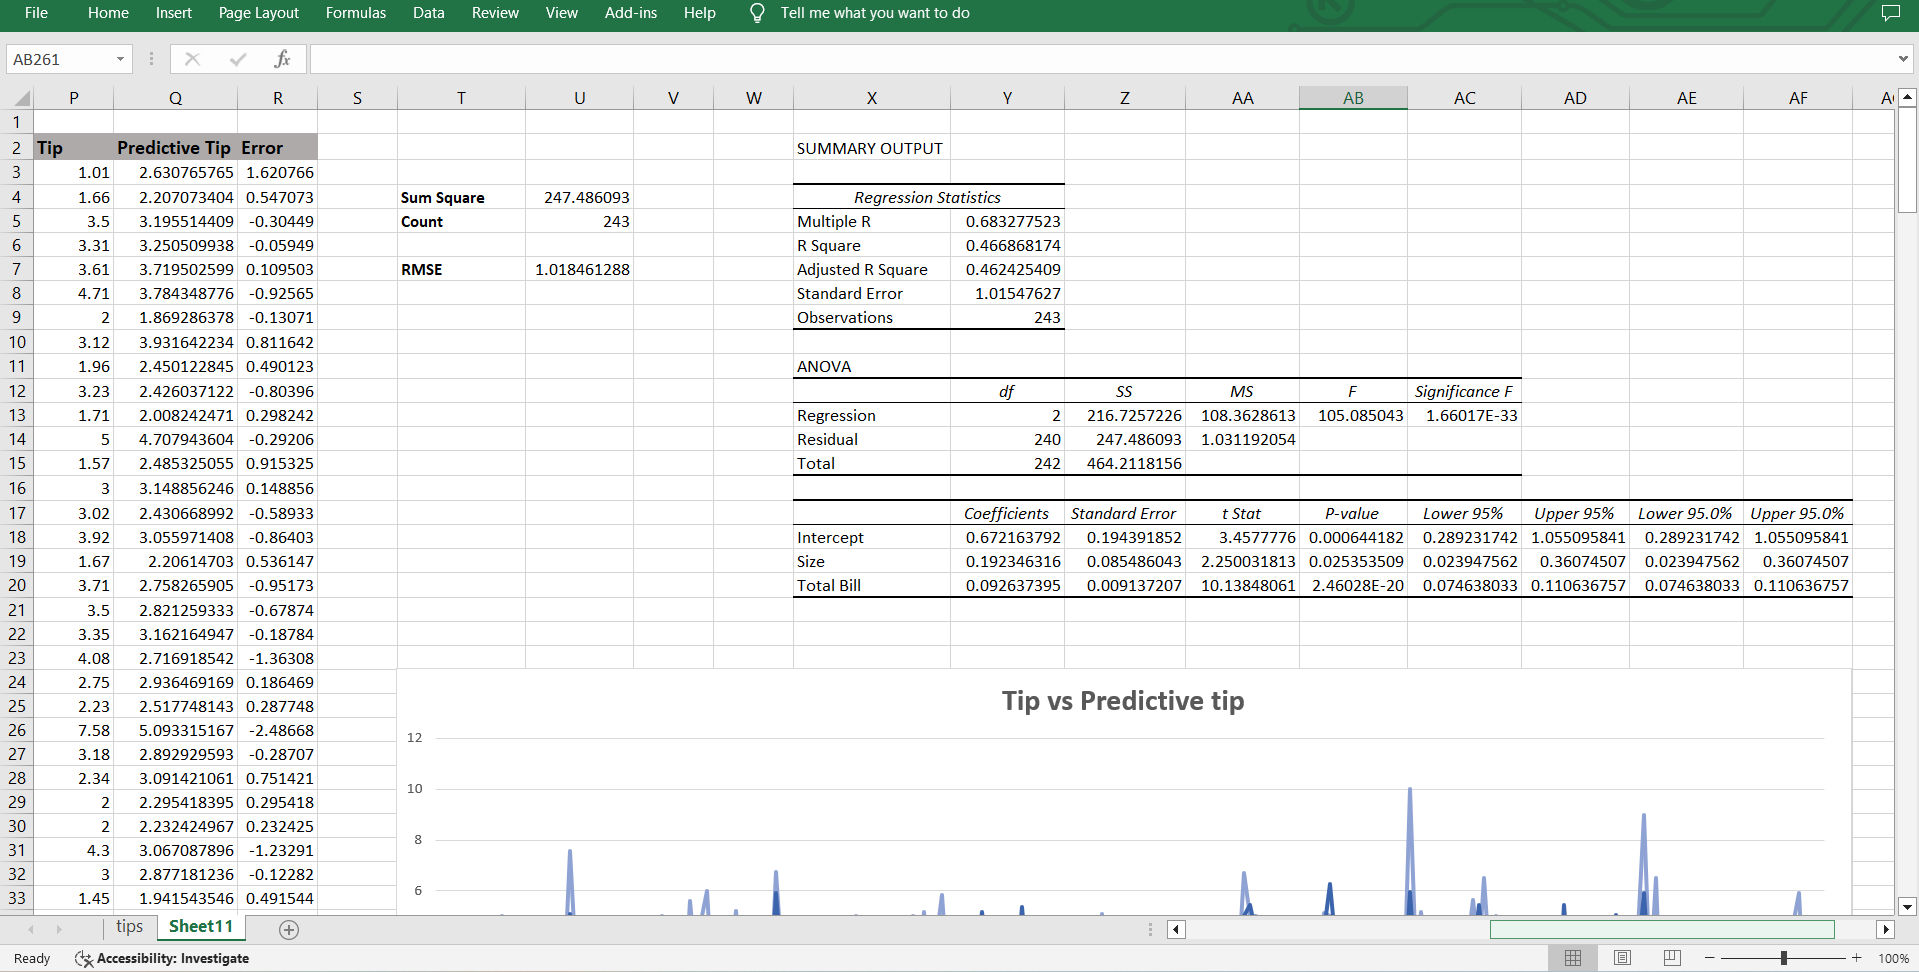 File Home Insert Page Layout Formulas Data Review View Add-ins Help Tell me what you want to do
AB261 fx
P Q R S T U V W X Y Z AA AB AC AD AE AF
1
2 Tip Predictive Tip Error SUMMARY OUTPUT
3 1.01 2.630765765 1.620766
4 1.66 2.207073404 0.547073 Sum Square 247.486093 Regression Statistics
5 3.5 3.195514409 -0.30449 Count 243 Multiple R 0.683277523
6 3.31 3.250509938 -0.05949 R Square 0.466868174
7 3.61 3.719502599 0.109503 RMSE 1.018461288 Adjusted R Square 0.462425409
8 4.71 3.784348776 -0.92565 Standard Error 1.01547627
9 2 1.869286378 -0.13071 Observations 243
10 3.12 3.931642234 0.811642
11 1.96 2.450122845 0.490123 ANOVA
12 3.23 2.426037122 -0.80396 df SS MS F Significance F
13 1.71 2.008242471 0.298242 Regression 2 216.7257226 108.3628613 105.085043 1.66017E-33
14 5 4.707943604 -0.29206 Residual 240 247.486093 1.031192054
15 1.57 2.485325055 0.915325 Total 242 464.2118156
16 3 3.148856246 0.148856
17 3.02 2.430668992 -0.58933 Coefficients Standard Error t Stat P-value Lower 95% Upper 95% Lower 95.0% Upper 95.0%
18 3.92 3.055971408 -0.86403 Intercept 0.672163792 0.194391852 3.4577776 0.000644182 0.289231742 1.055095841 0.289231742 1.055095841
19 1.67 2.20614703 0.536147 Size 0.192346316 0.085486043 2.250031813 0.025353509 0.023947562 0.36074507 0.023947562 0.36074507
20 3.71 2.758265905 -0.95173 Total Bill 0.092637395 0.009137207 10.13848061 2.46028E-20 0.074638033 0.110636757 0.074638033 0.110636757
21 3.5 2.821259333 -0.67874
22 3.35 3.162164947 -0.18784
23 4.08 2.716918542 -1.36308
24 2.75 2.936469169 0.186469
Tip vs Predictive tip
25 2.23 2.517748143 0.287748
26 7.58 5.093315167 -2.48668 12
27 3.18 2.892929593 -0.28707
28 2.34 3.091421061 0.751421 10
29 2 2.295418395 0.295418
30 2 2.232424967 0.232425 8
31 4.3 3.067087896 -1.23291
32 3 2.877181236 -0.12282 6
33 1.45 1.941543546 0.491544
tips Sheet11
Ready Accessibility: Investigate 100%